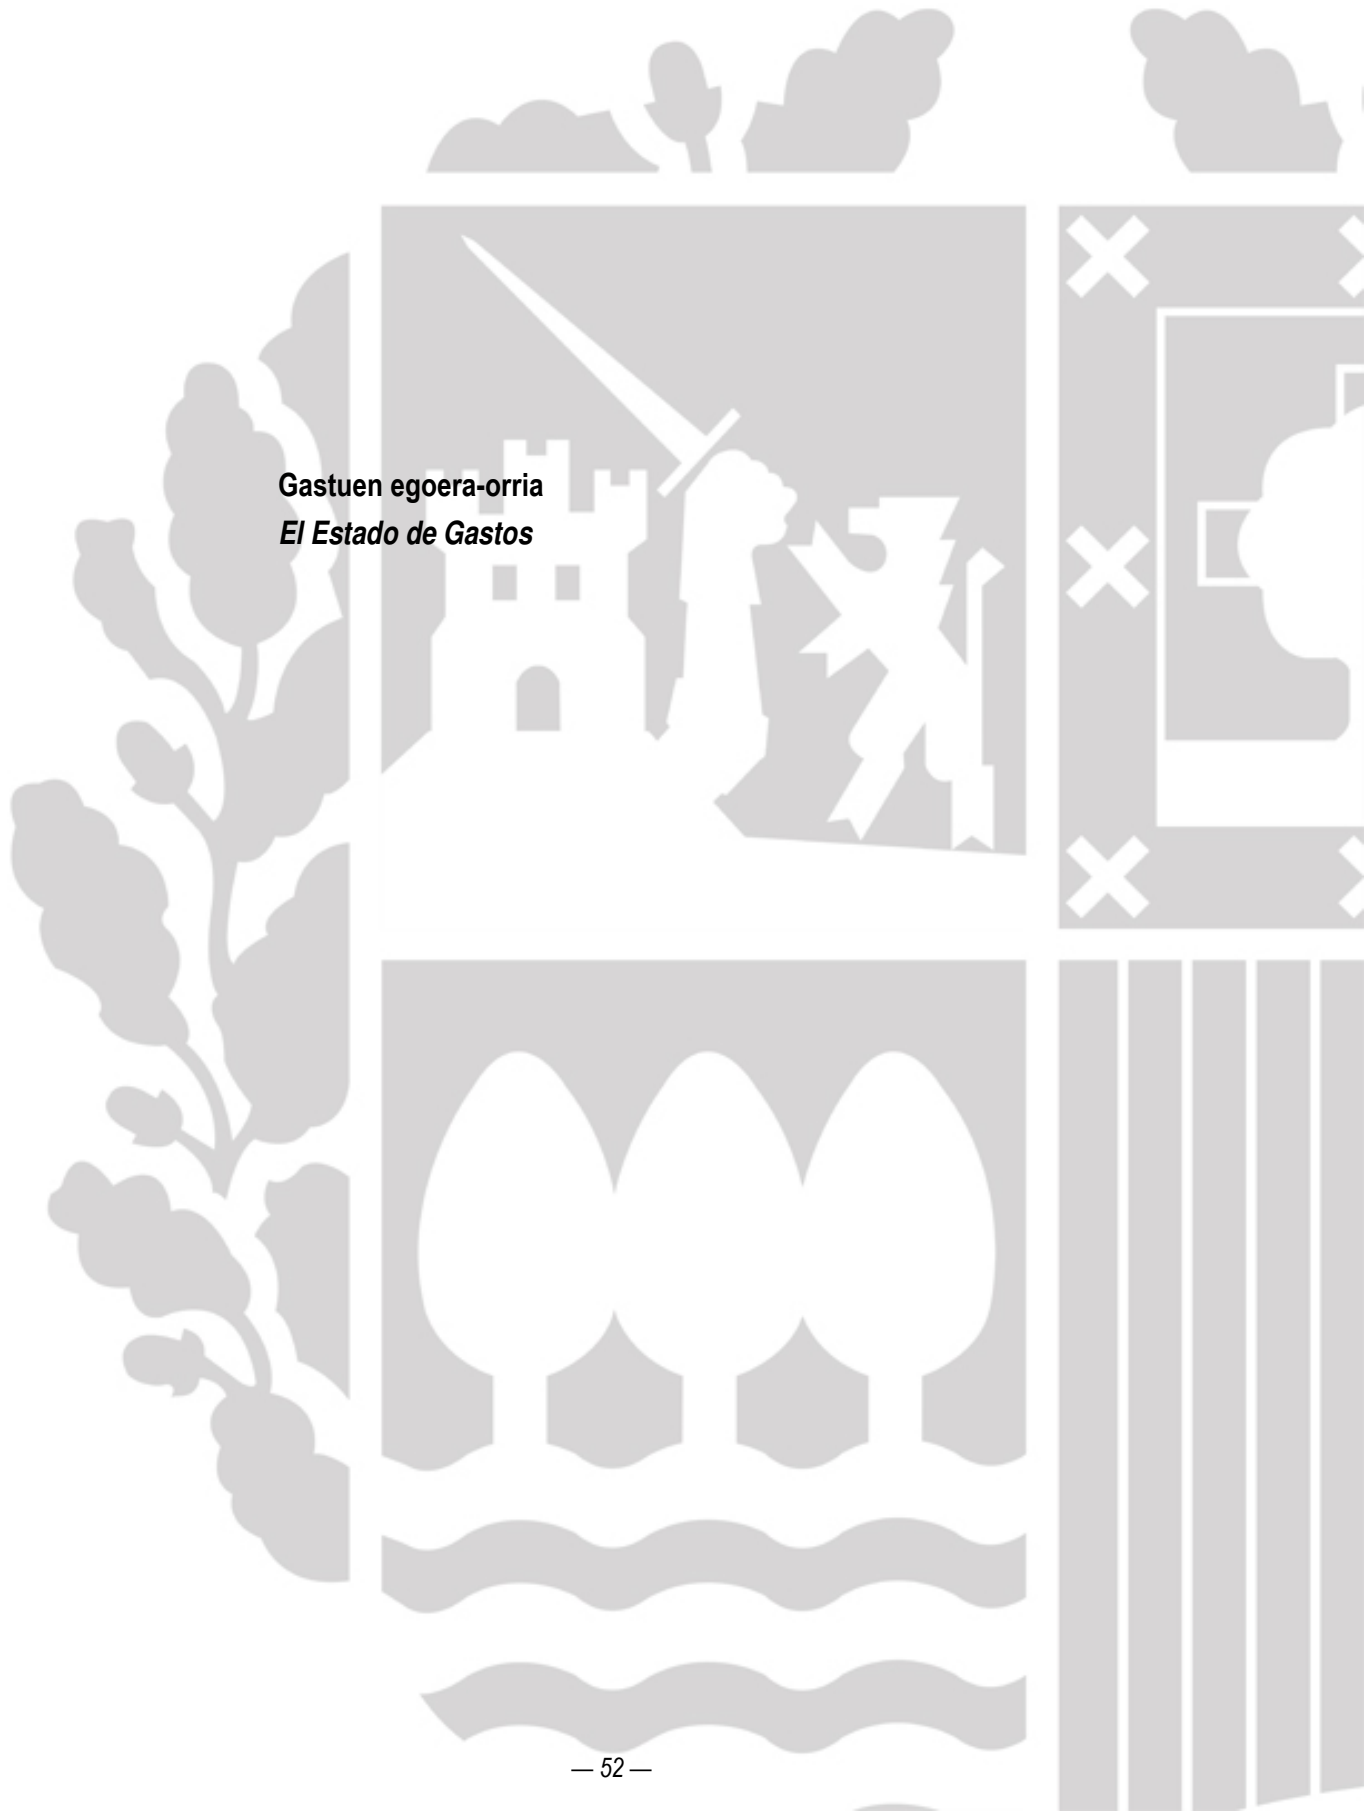 Gastuen egoera-orria
El Estado de Gastos
— 52 —